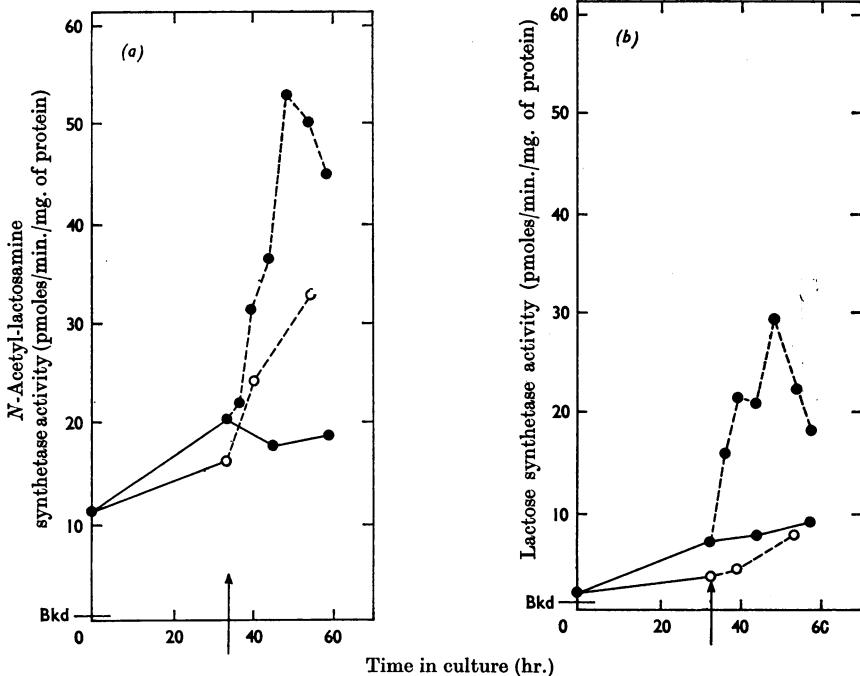 (a)
60
50
40
30
20
10
Bkd
0
20
40
60
N-Acetyl-lactosamine
synthetase activity (pmoles/min./mg. of protein)
(b)
60
50
40
30
20
10
Bkd
0
20
40
60
Lactose synthetase activity (pmoles/min./mg. of protein)
Time in culture (hr.)